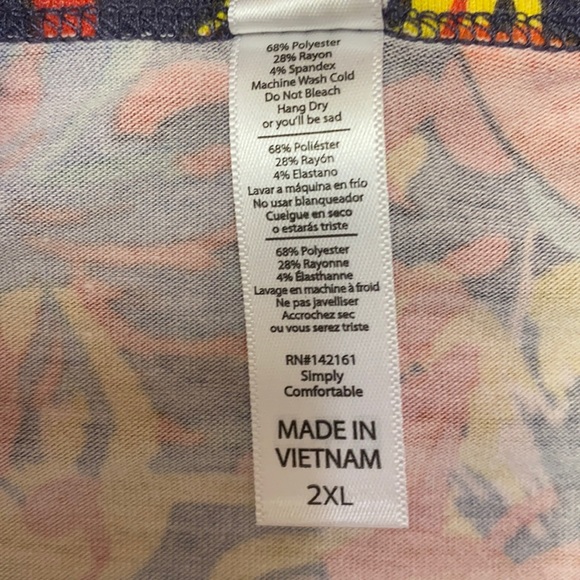 68% Polyester
28% Rayon
4% Spandex
Machine Wash Cold
Do Not Bleach
Hang Dry
or you'll be sad
68% Poliéster
28% Rayón
4% Elastano
Lavar a máquina en frío
No usar blanqueador
Cuelgue en seco
o estarás triste
68% Polyester
28% Rayonne
4% Élasthanne
Lavage en machine à froid
Ne pas javelliser
Accrochez sec
ou vous serez triste
RN#142161
Simply
Comfortable
MADE IN
VIETNAM
2XL